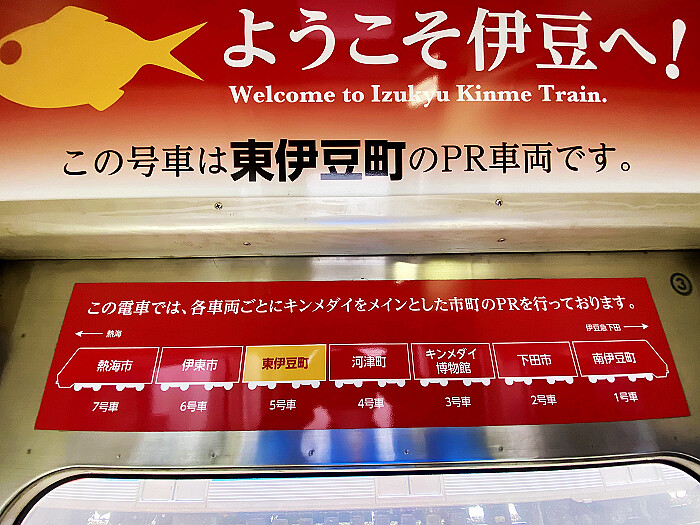 ようこそ伊豆へ!
Welcome to Izukyu Kinme Train.
この号車は東伊豆町のPR車両です。
③
この電車では、各車両ごとにキンメダイをメインとした市町のPRを行っております。
← 熱海
伊豆急下田 →
熱海市 伊東市 東伊豆町 河津町 キンメダイ博物館 下田市 南伊豆町
7号車 6号車 5号車 4号車 3号車 2号車 1号車